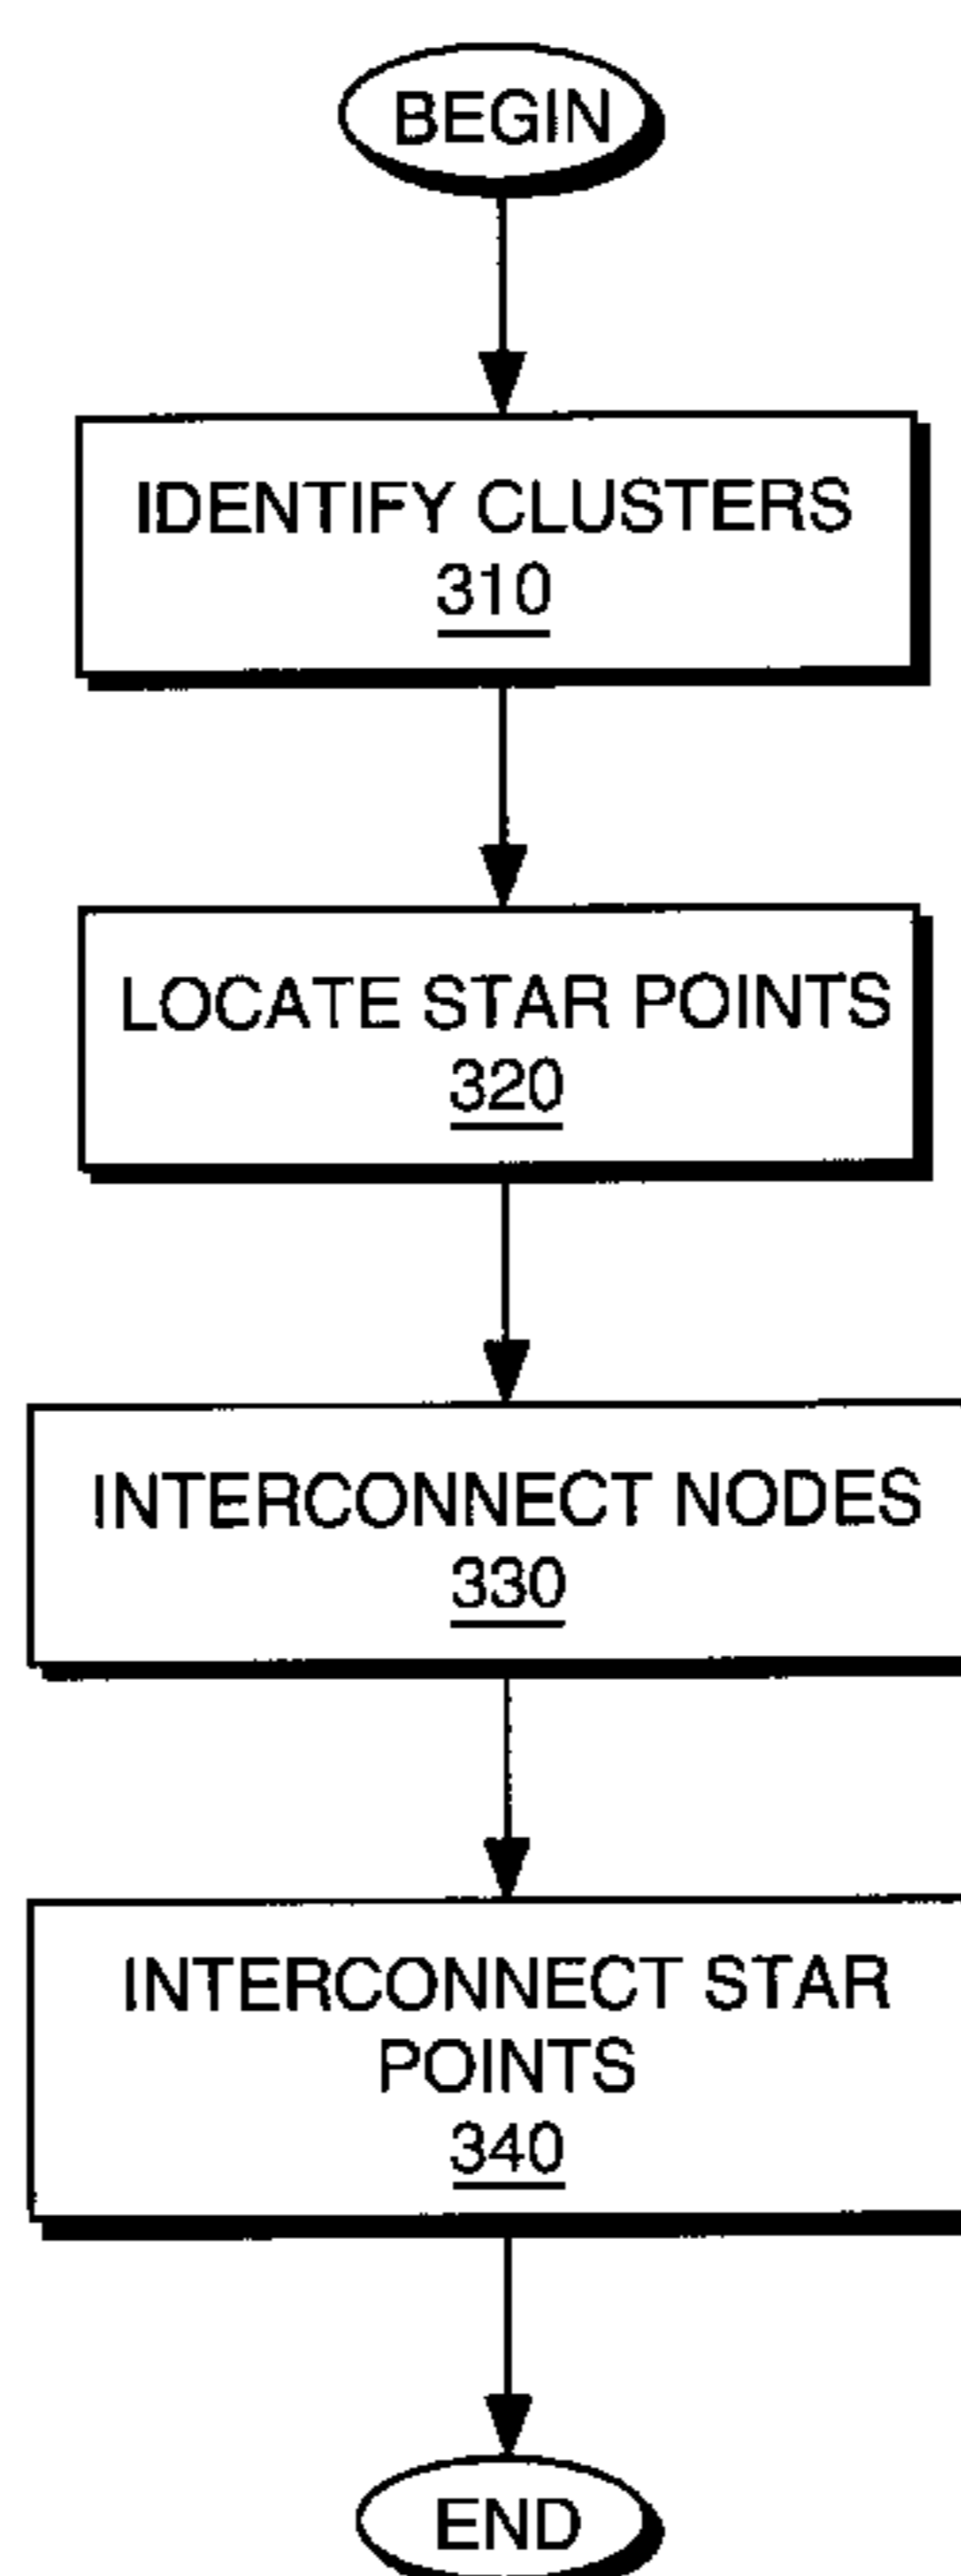 BEGIN
IDENTIFY CLUSTERS
310
LOCATE STAR POINTS
320
INTERCONNECT NODES
330
INTERCONNECT STAR
POINTS
340
END